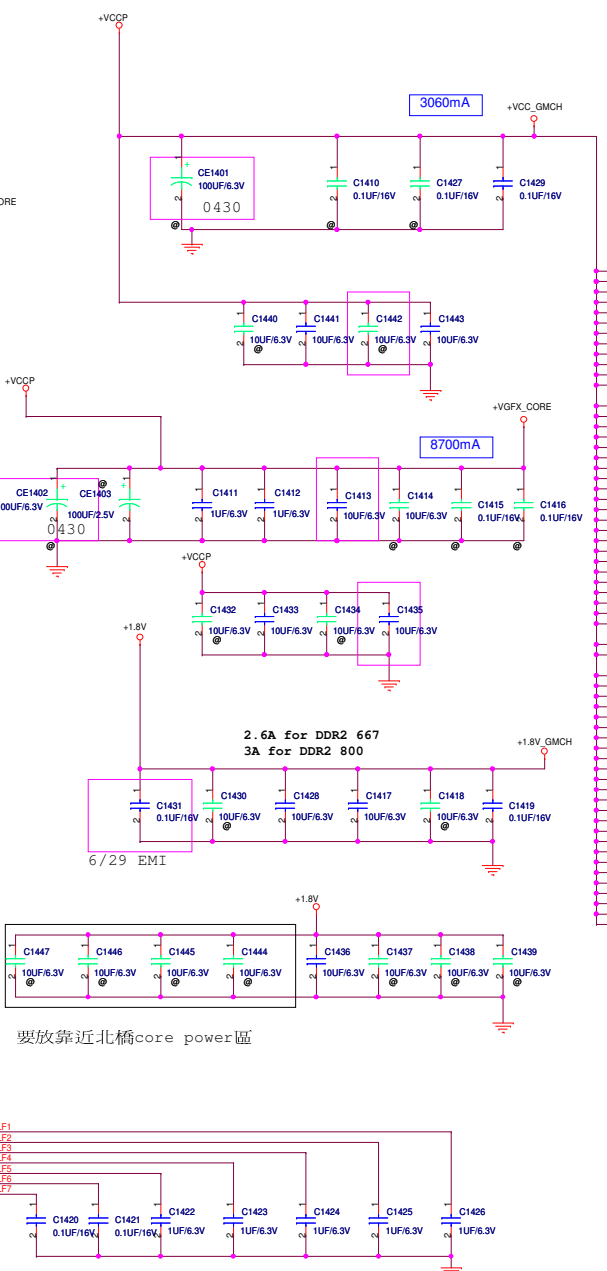 +VCCP
3060mA
+VCC_GMCH
CE1401
100UF/6.3V
0430
C1410
0.1UF/16V
C1427
0.1UF/16V
C1429
0.1UF/16V
ORE
@
@
@
C1440
10UF/6.3V
@
C1441
10UF/6.3V
C1442
10UF/6.3V
@
C1443
10UF/6.3V
+VCCP
+VGFX_CORE
8700mA
CE1402
00UF/6.3V
0430
@
@
CE1403
100UF/2.5V
C1411
1UF/6.3V
C1412
1UF/6.3V
C1413
10UF/6.3V
C1414
10UF/6.3V
@
C1415
0.1UF/16V
@
C1416
0.1UF/16V
@
+VCCP
C1432
10UF/6.3V
@
C1433
10UF/6.3V
C1434
10UF/6.3V
@
C1435
10UF/6.3V
+1.8V
2.6A for DDR2 667
3A for DDR2 800
+1.8V_GMCH
C1431
0.1UF/16V
C1430
10UF/6.3V
@
C1428
10UF/6.3V
C1417
10UF/6.3V
C1418
10UF/6.3V
@
C1419
0.1UF/16V
6/29 EMI
+1.8V
C1447
10UF/6.3V
@
C1446
10UF/6.3V
@
C1445
10UF/6.3V
@
C1444
10UF/6.3V
@
C1436
10UF/6.3V
C1437
10UF/6.3V
@
C1438
10UF/6.3V
@
C1439
10UF/6.3V
@
要放靠近北橋core power區
LF1
LF2
LF3
LF4
LF5
LF6
LF7
C1420
0.1UF/16V
C1421
0.1UF/16V
C1422
1UF/6.3V
C1423
1UF/6.3V
C1424
1UF/6.3V
C1425
1UF/6.3V
C1426
1UF/6.3V